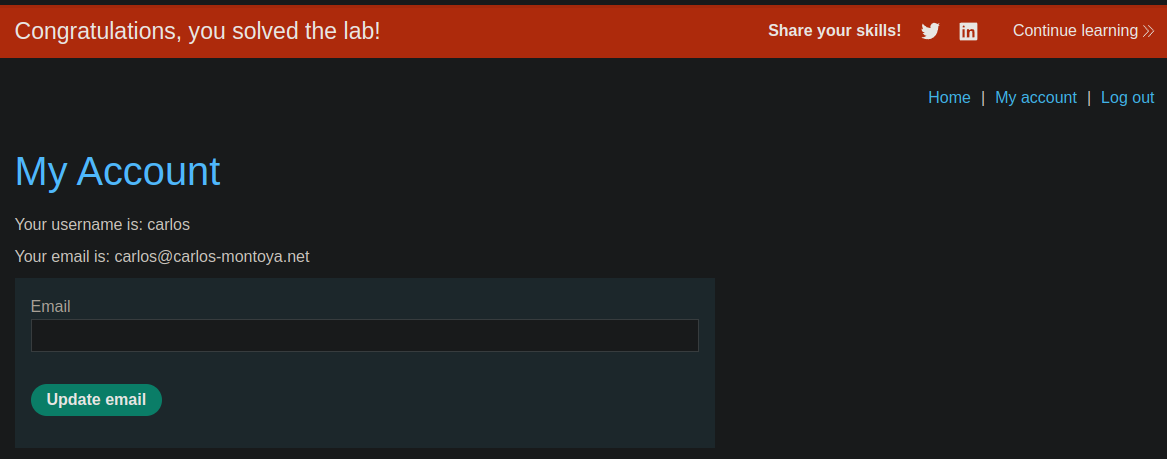 Congratulations, you solved the lab!
Share your skills!
Continue learning
Home | My account | Log out
My Account
Your username is: carlos
Your email is: carlos@carlos-montoya.net
Email
Update email